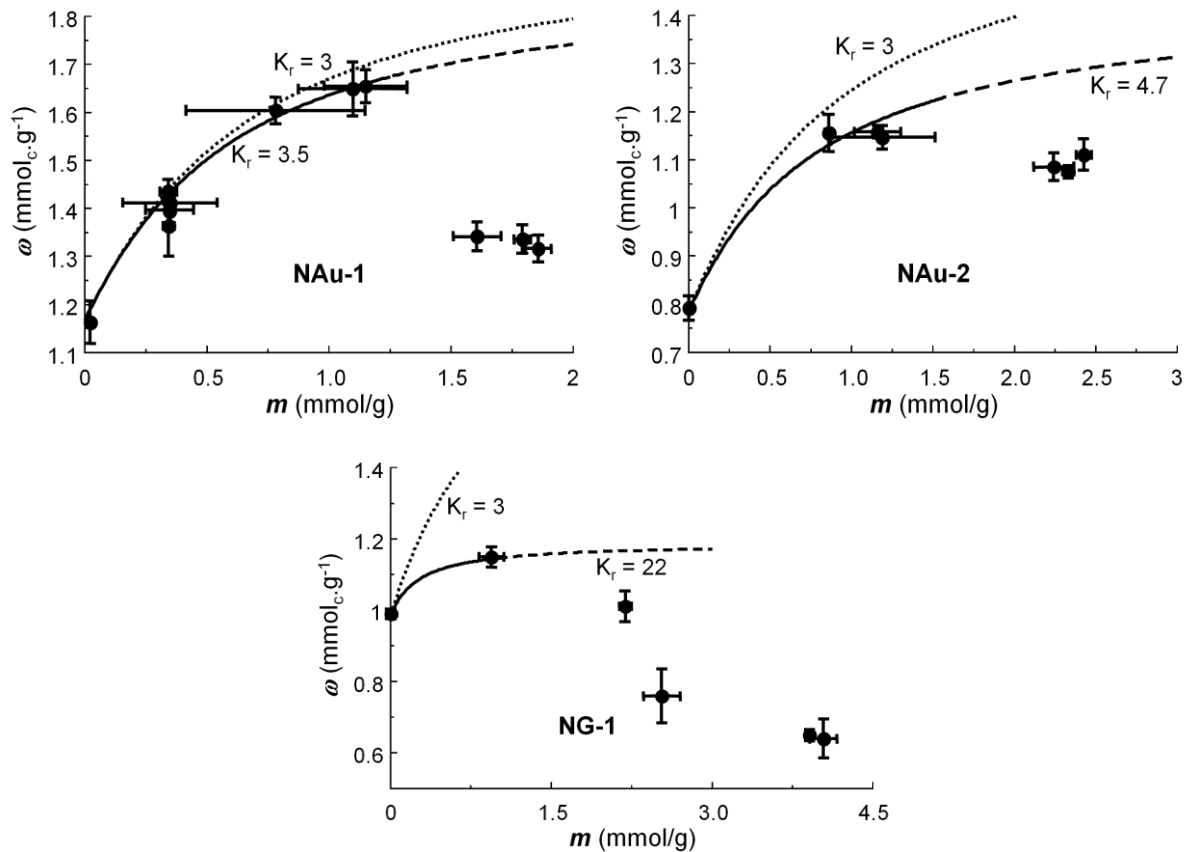 1.8
1.7
1.6
1.5
1.4
1.3
1.2
1.1
ω (mmol_c.g⁻¹)
K_r = 3
K_r = 3.5
NAu-1
0 0.5 1 1.5 2
m (mmol/g)
1.4
1.3
1.2
1.1
1
0.9
0.8
0.7
ω (mmol_c.g⁻¹)
K_r = 3
K_r = 4.7
NAu-2
0 0.5 1.0 1.5 2.0 2.5 3
m (mmol/g)
1.4
1.2
1
0.8
0.6
ω (mmol_c.g⁻¹)
K_r = 3
K_r = 22
NG-1
0 1.5 3.0 4.5
m (mmol/g)